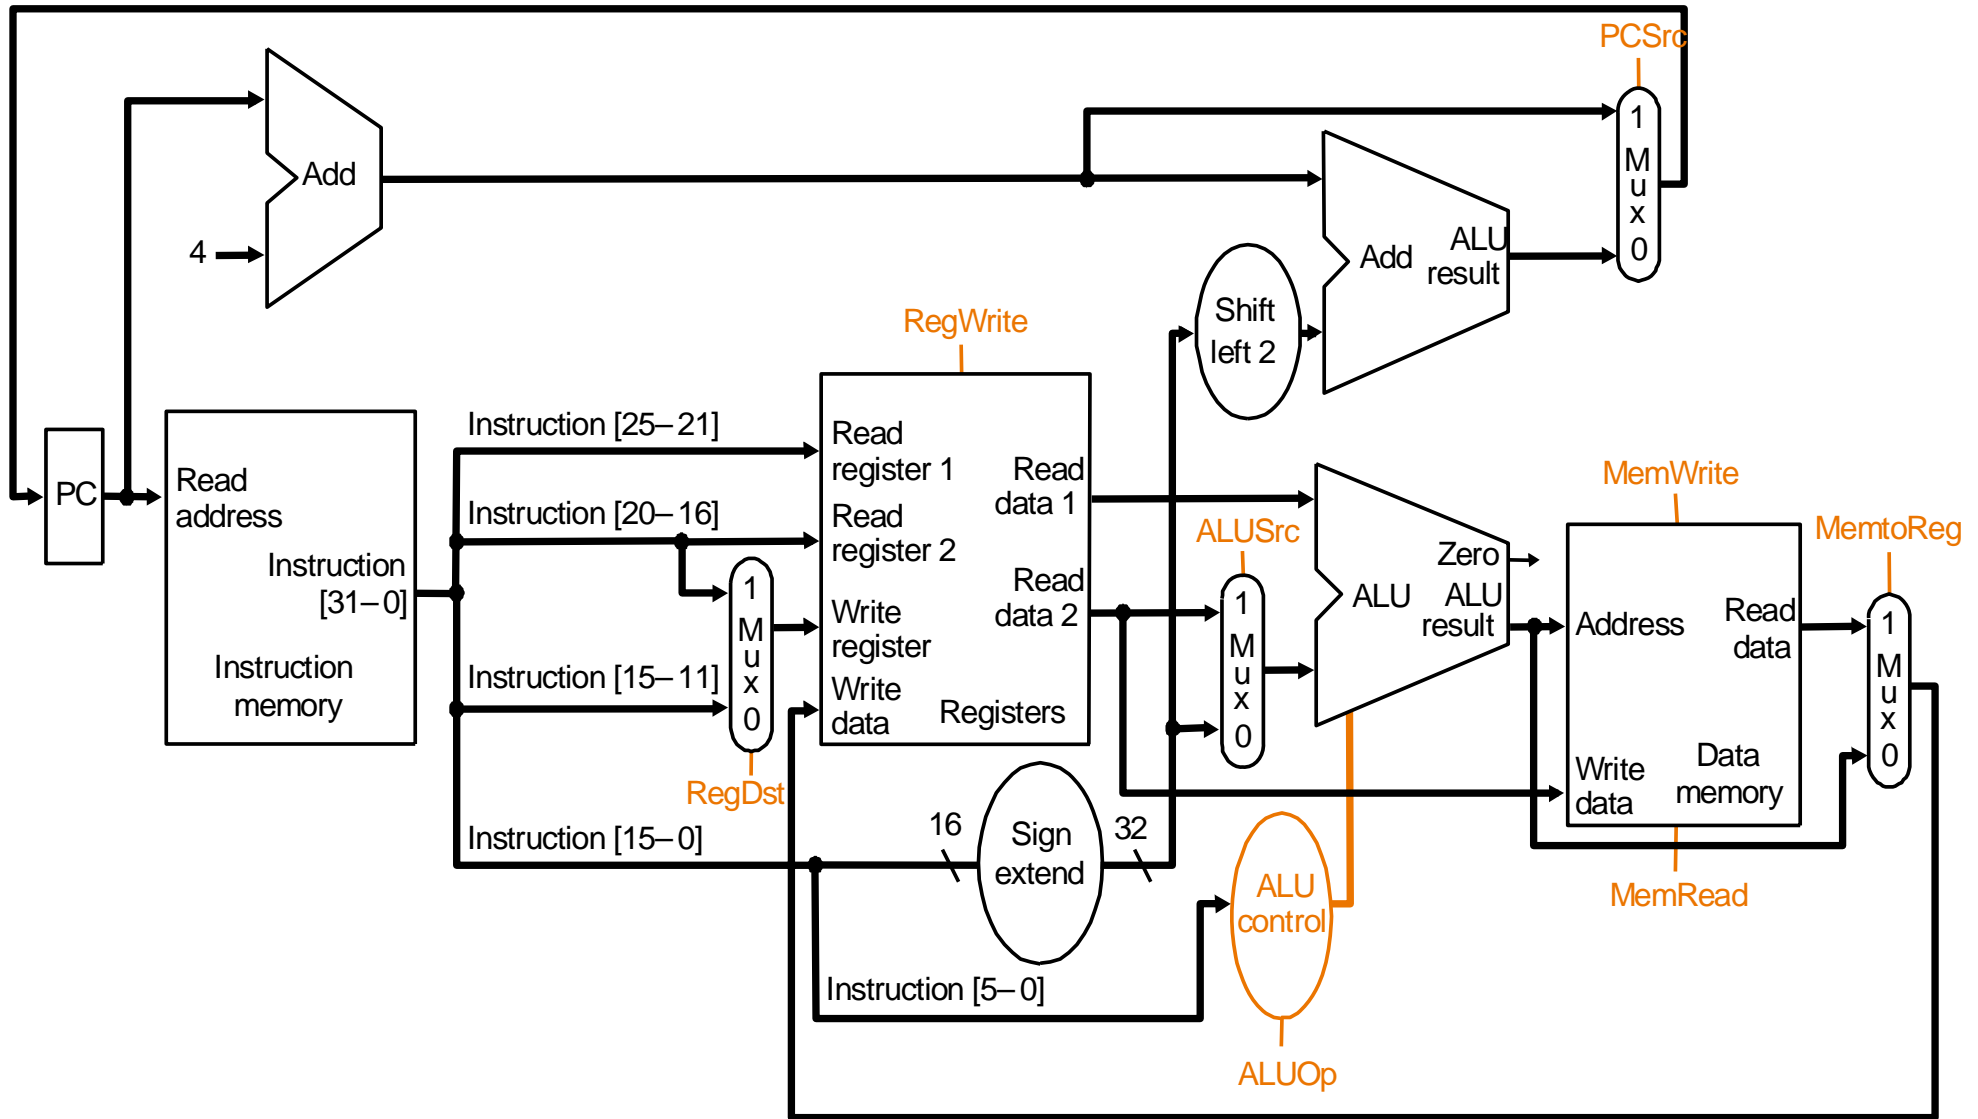 PCSrc
1
M
u
x
0
Add
4
Add
ALU
result
Shift
left 2
RegWrite
PC
Read
address
Instruction
[31–0]
Instruction
memory
Instruction [25–21]
Instruction [20–16]
Instruction [15–11]
Instruction [15–0]
1
M
u
x
0
RegDst
Read
register 1
Read
register 2
Write
register
Write
data
Read
data 1
Read
data 2
Registers
16
Sign
extend
32
Instruction [5–0]
ALUSrc
1
M
u
x
0
Zero
ALU
ALU
result
ALU
control
ALUOp
MemWrite
Address
Read
data
Write
data
Data
memory
MemRead
MemtoReg
1
M
u
x
0